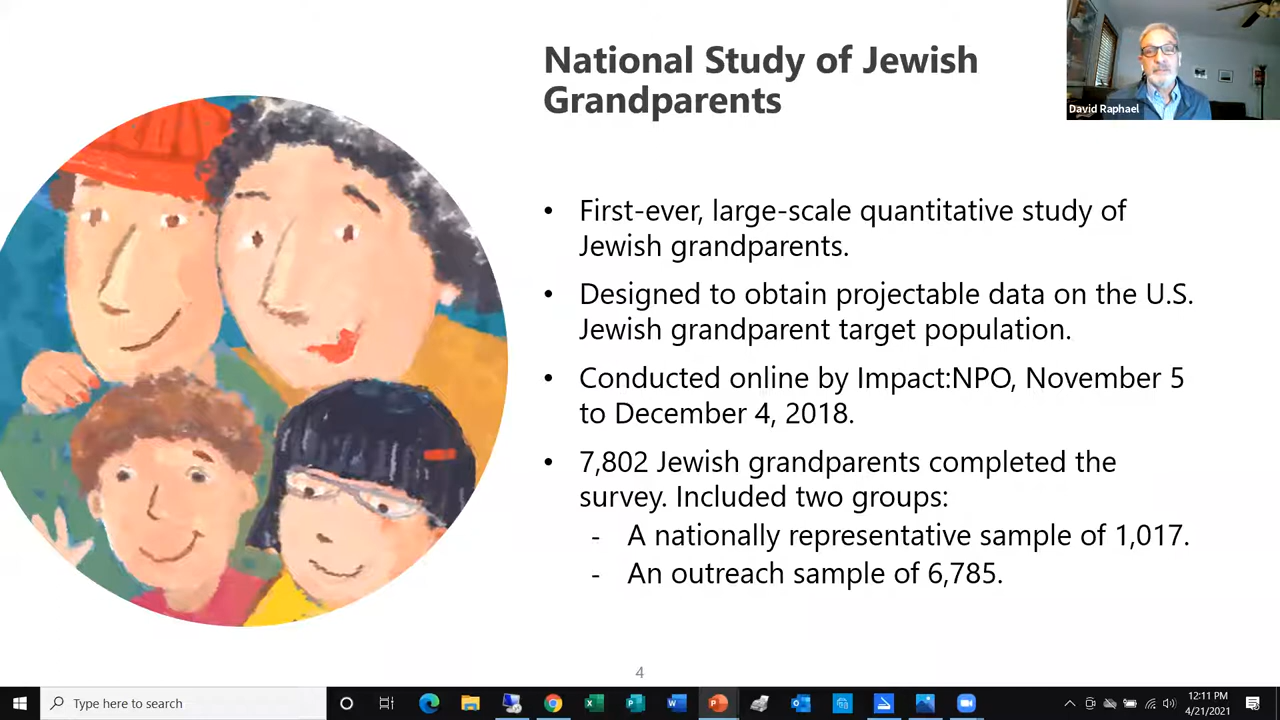 National Study of Jewish
Grandparents
David Raphael
• First-ever, large-scale quantitative study of
Jewish grandparents.
• Designed to obtain projectable data on the U.S.
Jewish grandparent target population.
• Conducted online by Impact:NPO, November 5
to December 4, 2018.
• 7,802 Jewish grandparents completed the
survey. Included two groups:
- A nationally representative sample of 1,017.
- An outreach sample of 6,785.
4
Type here to search
12:11 PM
4/21/2021